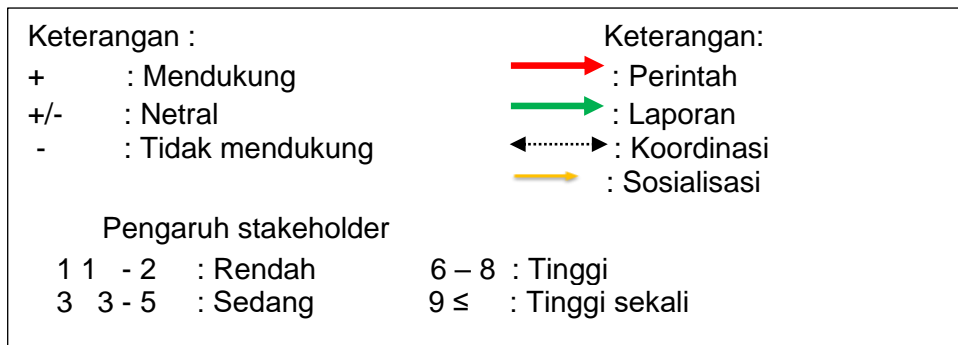 Keterangan : Keterangan:
+ : Mendukung : Perintah
+/- : Netral : Laporan
- : Tidak mendukung : Koordinasi
: Sosialisasi
Pengaruh stakeholder
1 1 - 2 : Rendah 6 – 8 : Tinggi
3 3 - 5 : Sedang 9 ≤ : Tinggi sekali